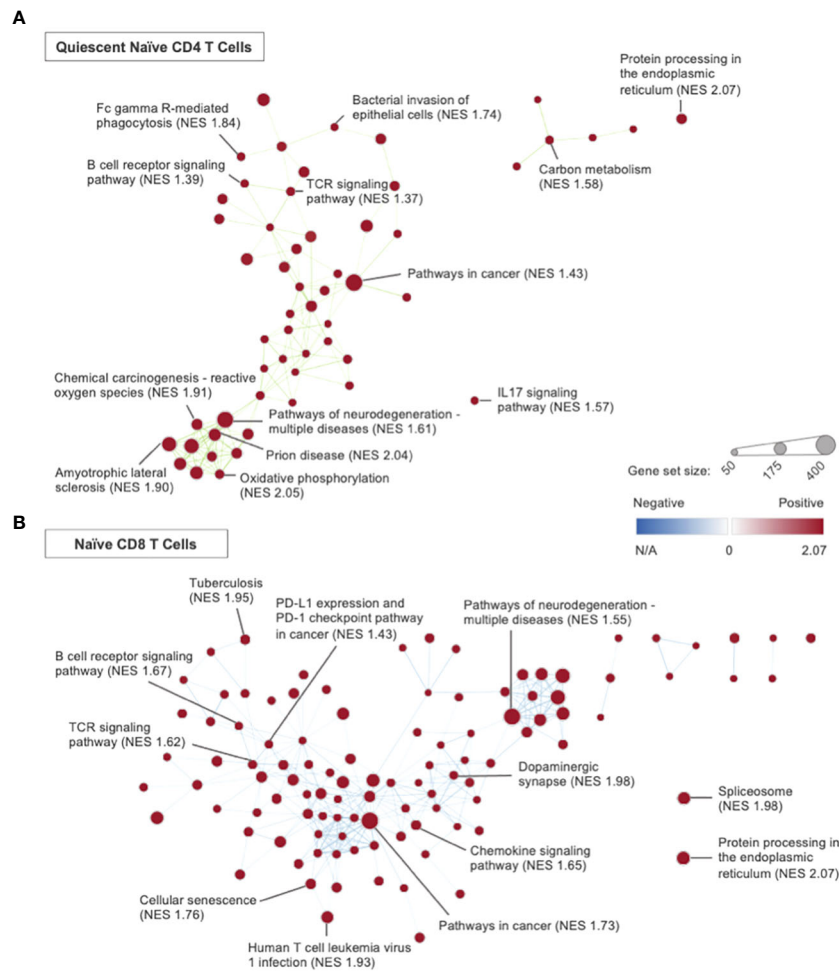 A
Quiescent Naïve CD4 T Cells
Protein processing in
the endoplasmic
reticulum (NES 2.07)
Fc gamma R-mediated
phagocytosis (NES 1.84)
Bacterial invasion of
epithelial cells (NES 1.74)
B cell receptor signaling
pathway (NES 1.39)
TCR signaling
pathway (NES 1.37)
Carbon metabolism
(NES 1.58)
Pathways in cancer (NES 1.43)
Chemical carcinogenesis - reactive
oxygen species (NES 1.91)
IL17 signaling
pathway (NES 1.57)
Pathways of neurodegeneration -
multiple diseases (NES 1.61)
Prion disease (NES 2.04)
Amyotrophic lateral
sclerosis (NES 1.90)
Oxidative phosphorylation
(NES 2.05)
Gene set size:
50
175
400
Negative Positive
N/A 0 2.07
B
Naïve CD8 T Cells
Tuberculosis
(NES 1.95)
PD-L1 expression and
PD-1 checkpoint pathway
in cancer (NES 1.43)
Pathways of neurodegeneration -
multiple diseases (NES 1.55)
B cell receptor signaling
pathway (NES 1.67)
TCR signaling
pathway (NES 1.62)
Dopaminergic
synapse (NES 1.98)
Spliceosome
(NES 1.98)
Chemokine signaling
pathway (NES 1.65)
Protein processing in
the endoplasmic
reticulum (NES 2.07)
Cellular senescence
(NES 1.76)
Pathways in cancer (NES 1.73)
Human T cell leukemia virus
1 infection (NES 1.93)